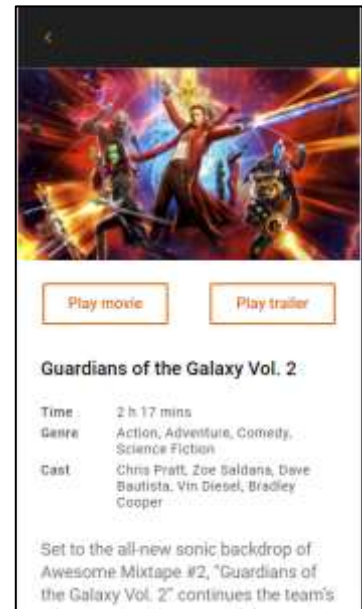 Play movie
Play trailer
Guardians of the Galaxy Vol. 2
Time 2 h 17 mins
Genre Action, Adventure, Comedy,
Science Fiction
Cast Chris Pratt, Zoe Saldana, Dave
Bautista, Vin Diesel, Bradley
Cooper
Set to the all-new sonic backdrop of
Awesome Mixtape #2, "Guardians of
the Galaxy Vol. 2" continues the team's